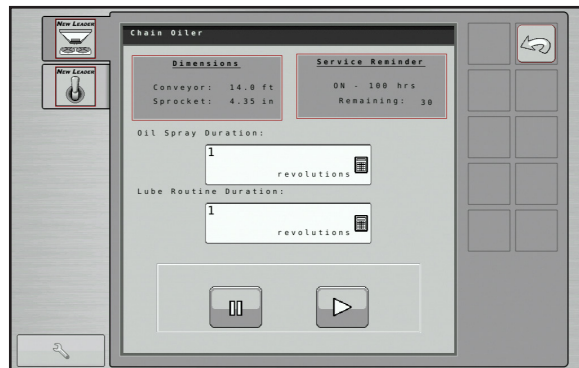 NEW LEADER
NEW LEADER
Chain Oiler
Dimensions
Conveyor: 14.0 ft
Sprocket: 4.35 in
Service Reminder
ON - 100 hrs
Remaining: 30
Oil Spray Duration:
1
revolutions
Lube Routine Duration:
1
revolutions